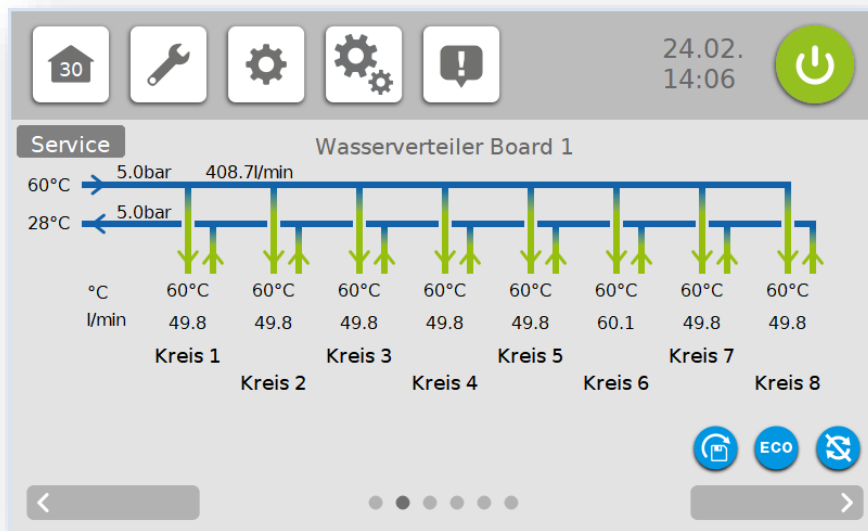 30
24.02.
14:06
Service
Wasserverteiler Board 1
60°C 5.0bar 408.7l/min
28°C 5.0bar
°C 60°C 60°C 60°C 60°C 60°C 60°C 60°C 60°C
l/min 49.8 49.8 49.8 49.8 49.8 60.1 49.8 49.8
Kreis 1 Kreis 3 Kreis 5 Kreis 7
Kreis 2 Kreis 4 Kreis 6 Kreis 8
ECO